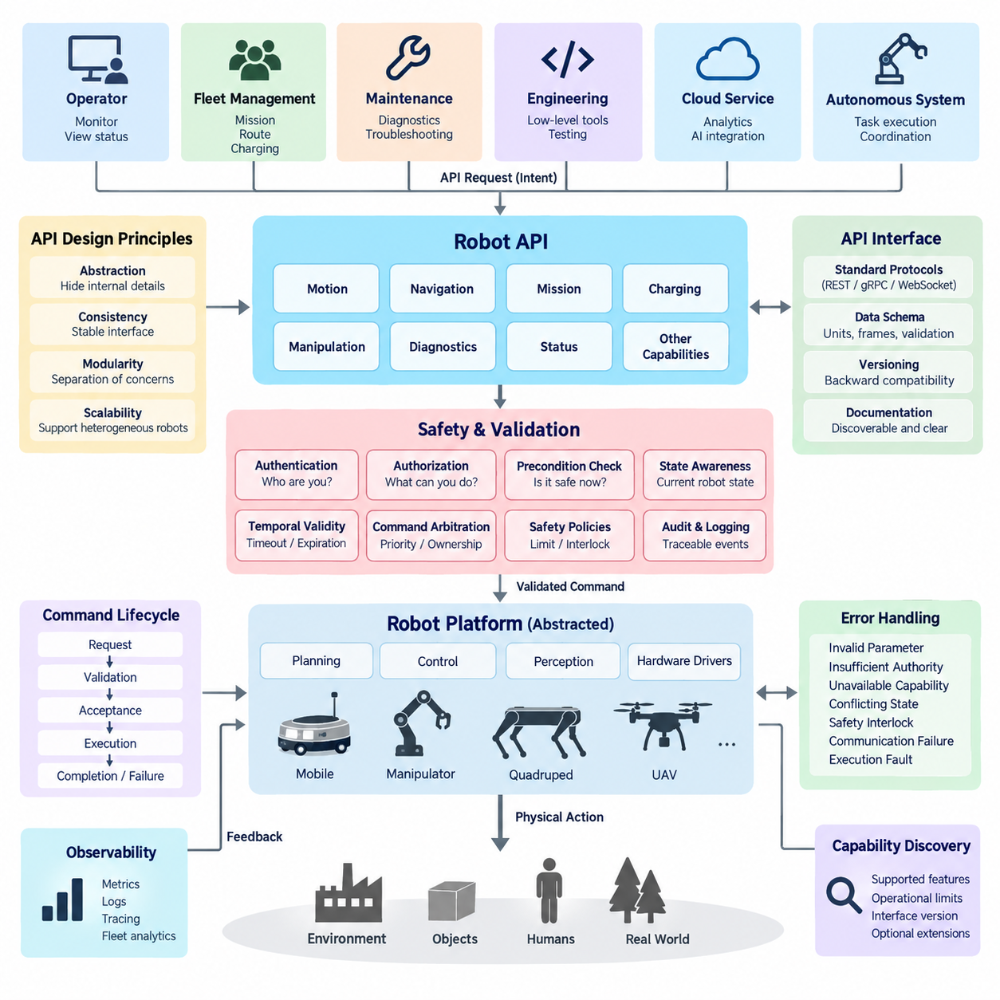 Operator
Monitor
View status
Fleet Management
Mission
Route
Charging
Maintenance
Diagnostics
Troubleshooting
Engineering
Low-level tools
Testing
Cloud Service
Analytics
AI integration
Autonomous System
Task execution
Coordination
API Request (Intent)
API Design Principles
Abstraction
Hide internal details
Consistency
Stable interface
Modularity
Separation of concerns
Scalability
Support heterogeneous robots
Robot API
Motion
Navigation
Mission
Charging
Manipulation
Diagnostics
Status
Other
Capabilities
API Interface
Standard Protocols
(REST / gRPC / WebSocket)
Data Schema
Units, frames, validation
Versioning
Backward compatibility
Documentation
Discoverable and clear
Safety & Validation
Authentication
Who are you?
Authorization
What can you do?
Precondition Check
Is it safe now?
State Awareness
Current robot state
Temporal Validity
Timeout / Expiration
Command Arbitration
Priority / Ownership
Safety Policies
Limit / Interlock
Audit & Logging
Traceable events
Validated Command
Command Lifecycle
Request
Validation
Acceptance
Execution
Completion / Failure
Robot Platform (Abstracted)
Planning
Control
Perception
Hardware Drivers
Mobile
Manipulator
Quadruped
UAV
...
Error Handling
Invalid Parameter
Insufficient Authority
Unavailable Capability
Conflicting State
Safety Interlock
Communication Failure
Execution Fault
Physical Action
Feedback
Observability
Metrics
Logs
Tracing
Fleet analytics
Environment
Objects
Humans
Real World
Capability Discovery
Supported features
Operational limits
Interface version
Optional extensions